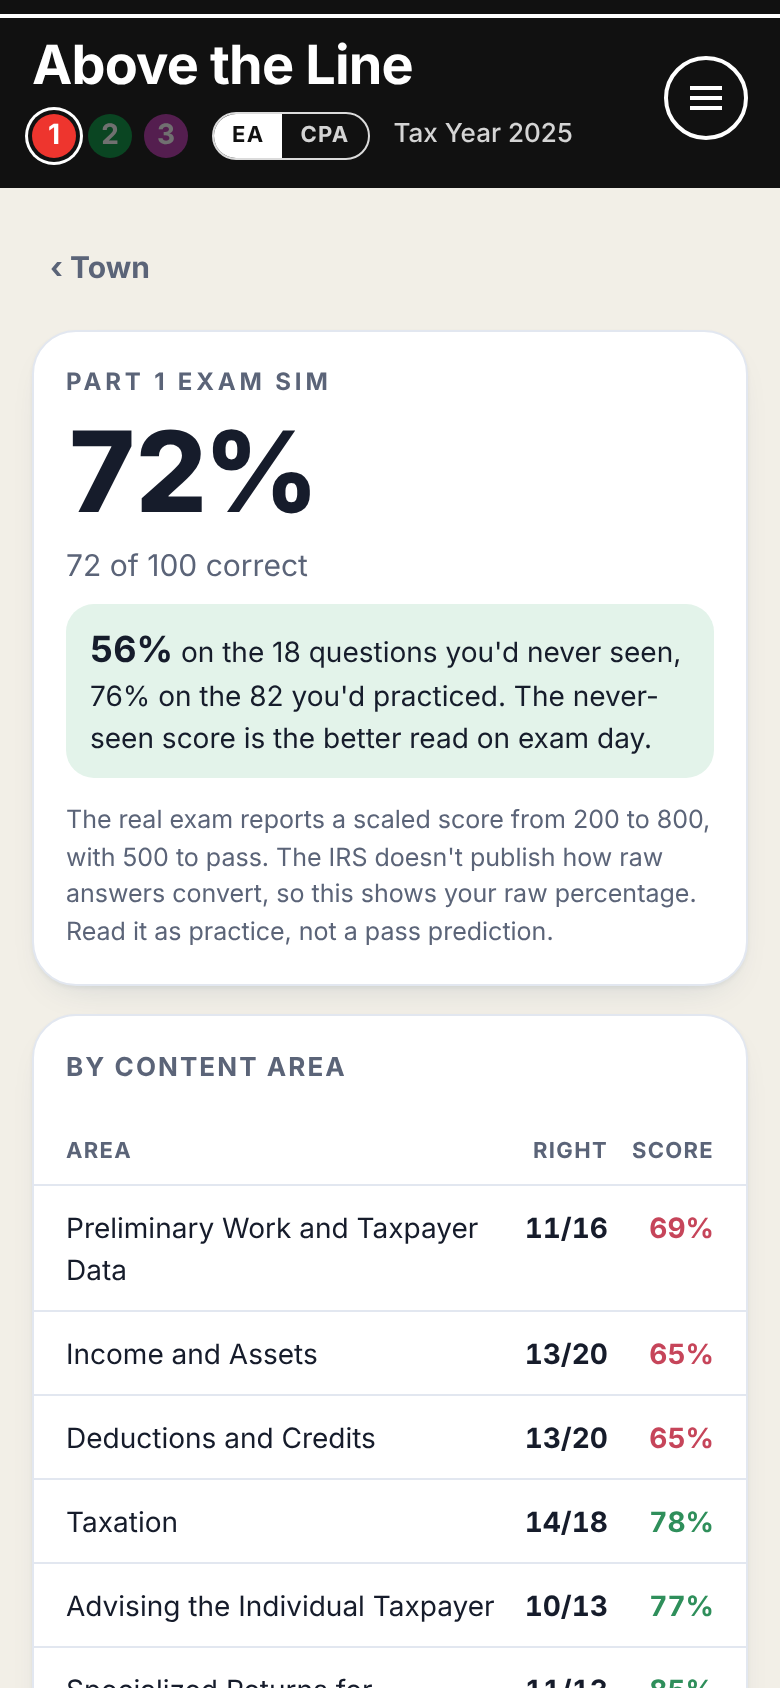 Above the Line
1 2 3 EA CPA Tax Year 2025
‹ Town
PART 1 EXAM SIM
72%
72 of 100 correct
56% on the 18 questions you'd never seen,
76% on the 82 you'd practiced. The never-
seen score is the better read on exam day.
The real exam reports a scaled score from 200 to 800,
with 500 to pass. The IRS doesn't publish how raw
answers convert, so this shows your raw percentage.
Read it as practice, not a pass prediction.
BY CONTENT AREA
AREA RIGHT SCORE
Preliminary Work and Taxpayer 11/16 69%
Data
Income and Assets 13/20 65%
Deductions and Credits 13/20 65%
Taxation 14/18 78%
Advising the Individual Taxpayer 10/13 77%
Specialized Returns for 11/13 85%